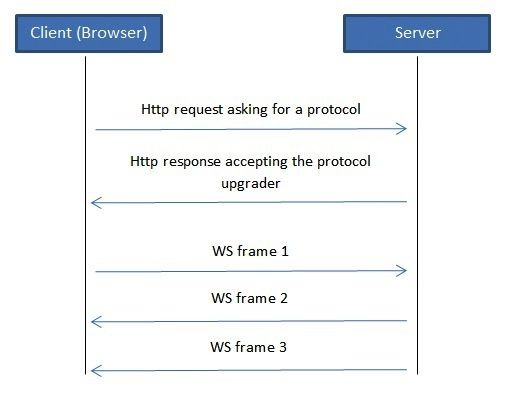 Client (Browser)
Server
Http request asking for a protocol
Http response accepting the protocol
upgrader
WS frame 1
WS frame 2
WS frame 3